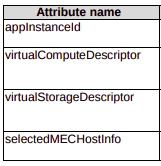 Attribute name
appInstanceId
virtualComputeDescriptor
virtualStorageDescriptor
selectedMECHostInfo